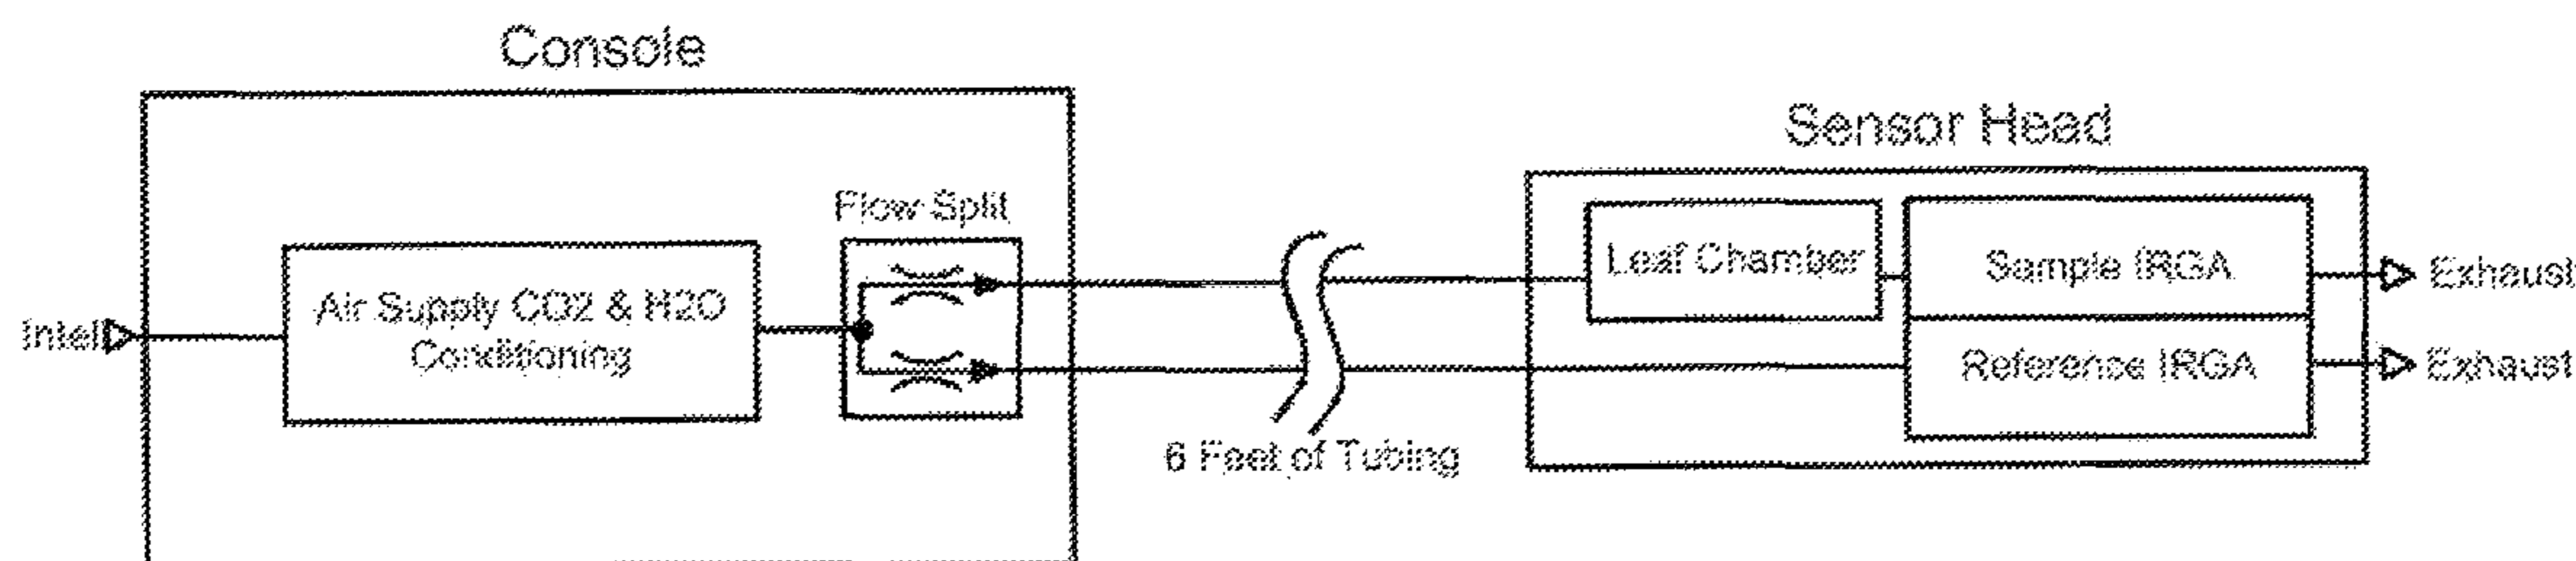 Console
Sensor Head
Flow Split
Leaf Chamber
Sample IRGA
Exhaust
Air Supply CO2 & H2O
Conditioning
Intel
Reference IRGA
Exhaust
6 Feet of Tubing